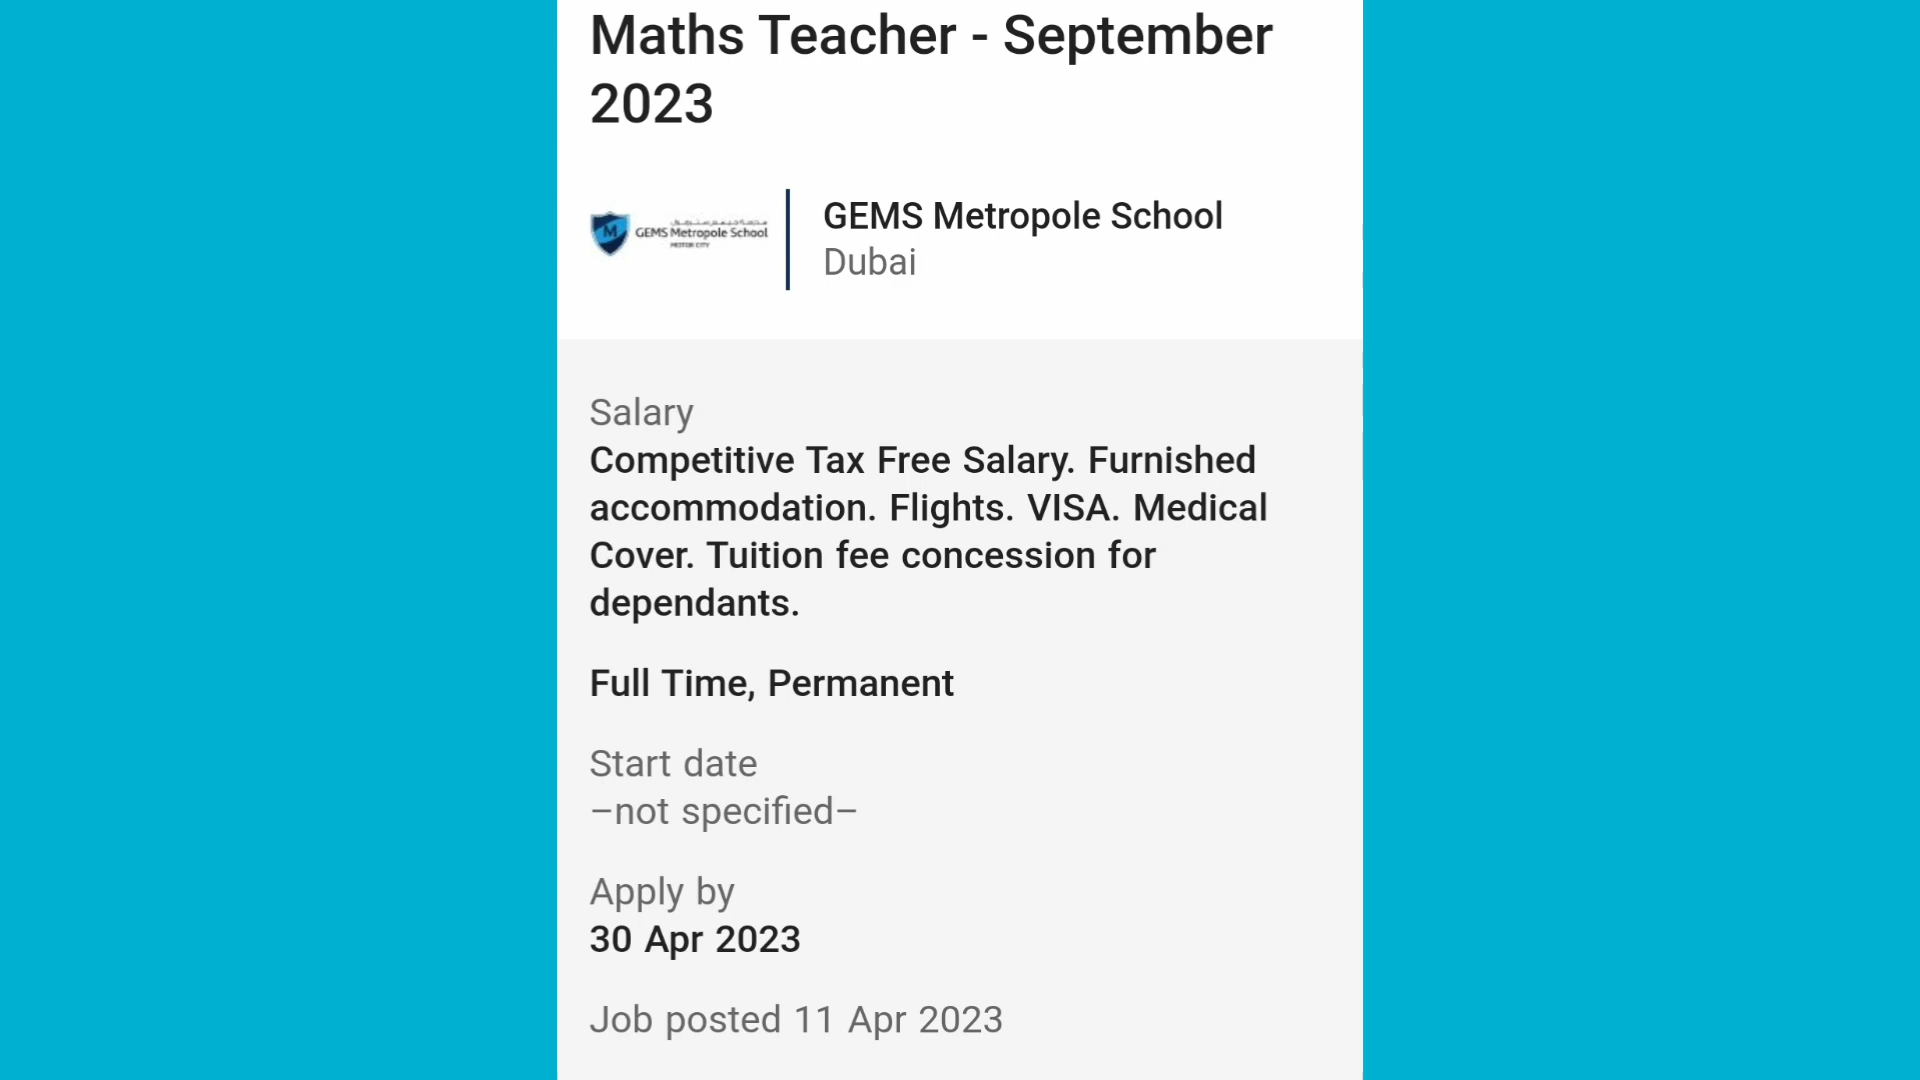 Maths Teacher - September
2023
GEMS Metropole School
MOTOR CITY
GEMS Metropole School
Dubai
Salary
Competitive Tax Free Salary. Furnished
accommodation. Flights. VISA. Medical
Cover. Tuition fee concession for
dependants.
Full Time, Permanent
Start date
–not specified–
Apply by
30 Apr 2023
Job posted 11 Apr 2023